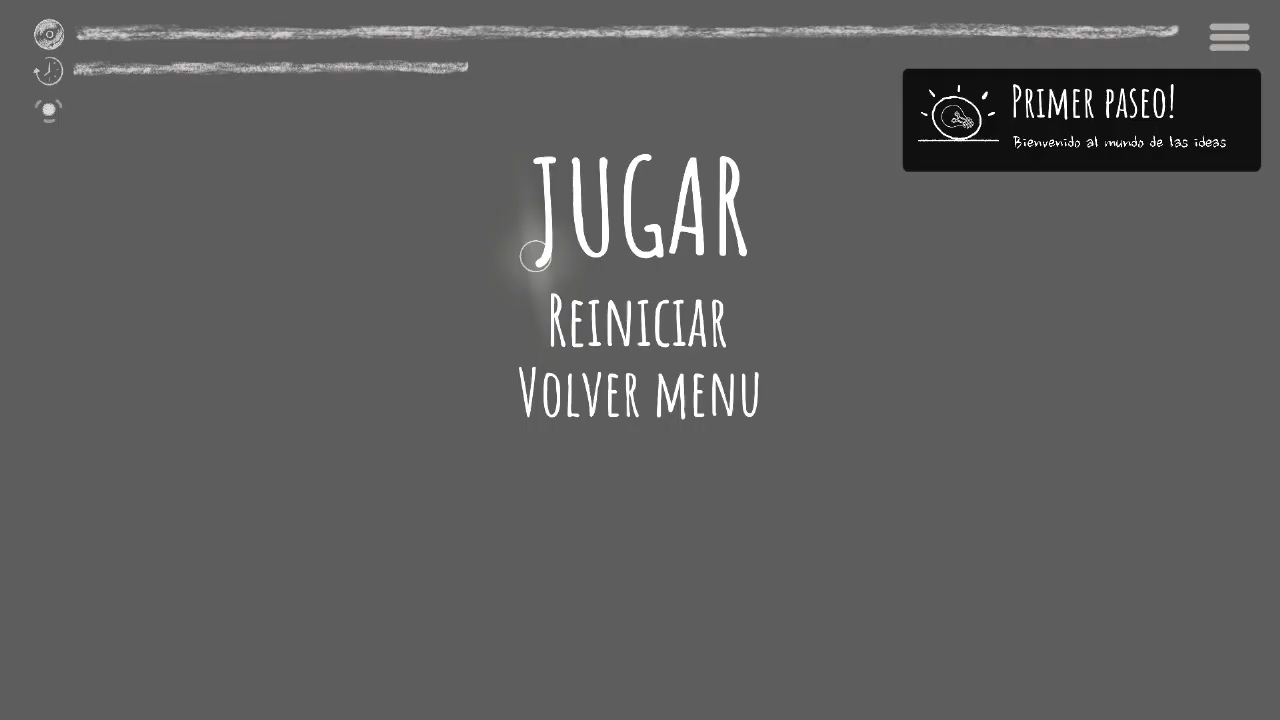 PRIMER PASEO!
Bienvenido al mundo de las ideas
JUGAR
REINICIAR
VOLVER MENU